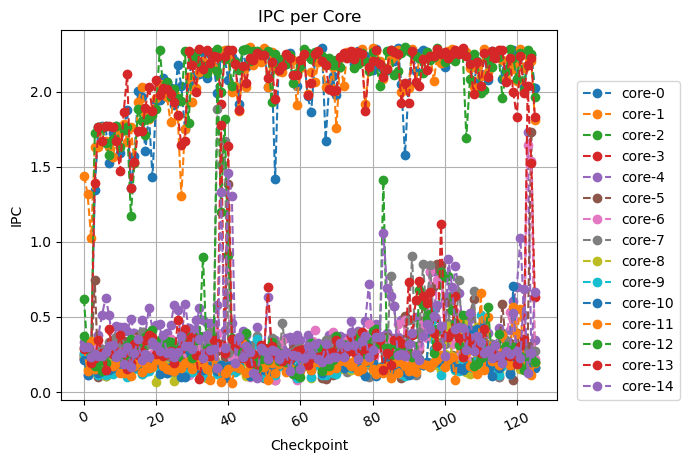 IPC per Core
2.0
1.5
1.0
0.5
0.0
IPC
0
20
40
60
80
100
120
Checkpoint
core-0
core-1
core-2
core-3
core-4
core-5
core-6
core-7
core-8
core-9
core-10
core-11
core-12
core-13
core-14